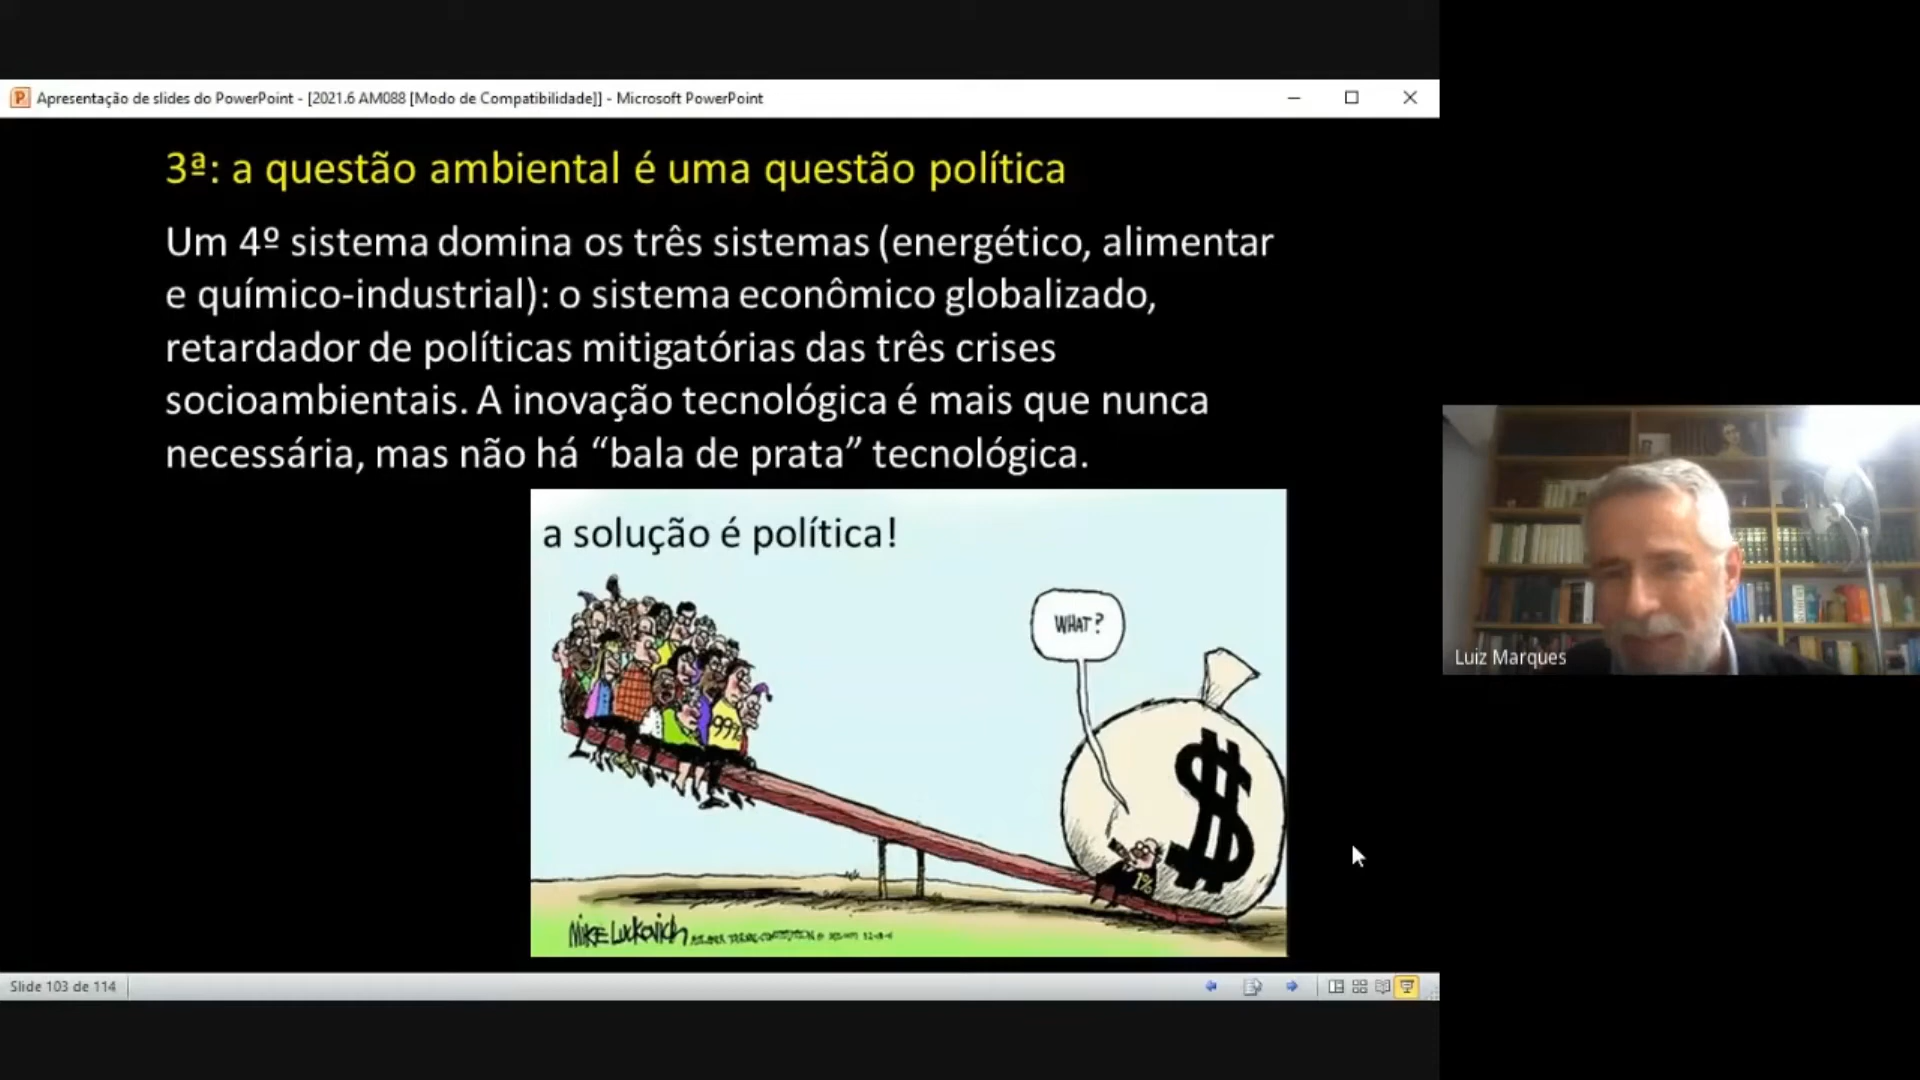 Apresentação de slides do PowerPoint - [2021.6 AM088 [Modo de Compatibilidade]] - Microsoft PowerPoint
3ª: a questão ambiental é uma questão política
Um 4º sistema domina os três sistemas (energético, alimentar
e químico-industrial): o sistema econômico globalizado,
retardador de políticas mitigatórias das três crises
socioambientais. A inovação tecnológica é mais que nunca
necessária, mas não há “bala de prata” tecnológica.
a solução é política!
WHAT?
99%
$
1%
MIKE LUCKOVICH
Luiz Marques
Slide 103 de 114